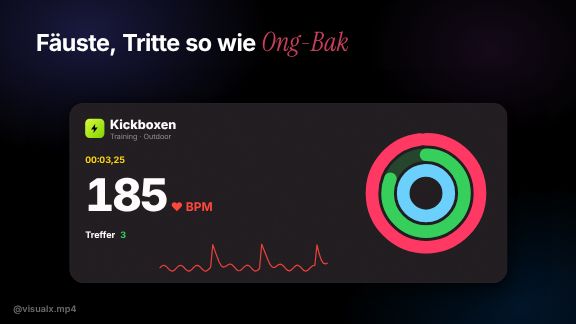 Fäuste, Tritte so wie Ong-Bak
Kickboxen
Training · Outdoor
00:03,25
185 BPM
Treffer 3
@visualx.mp4